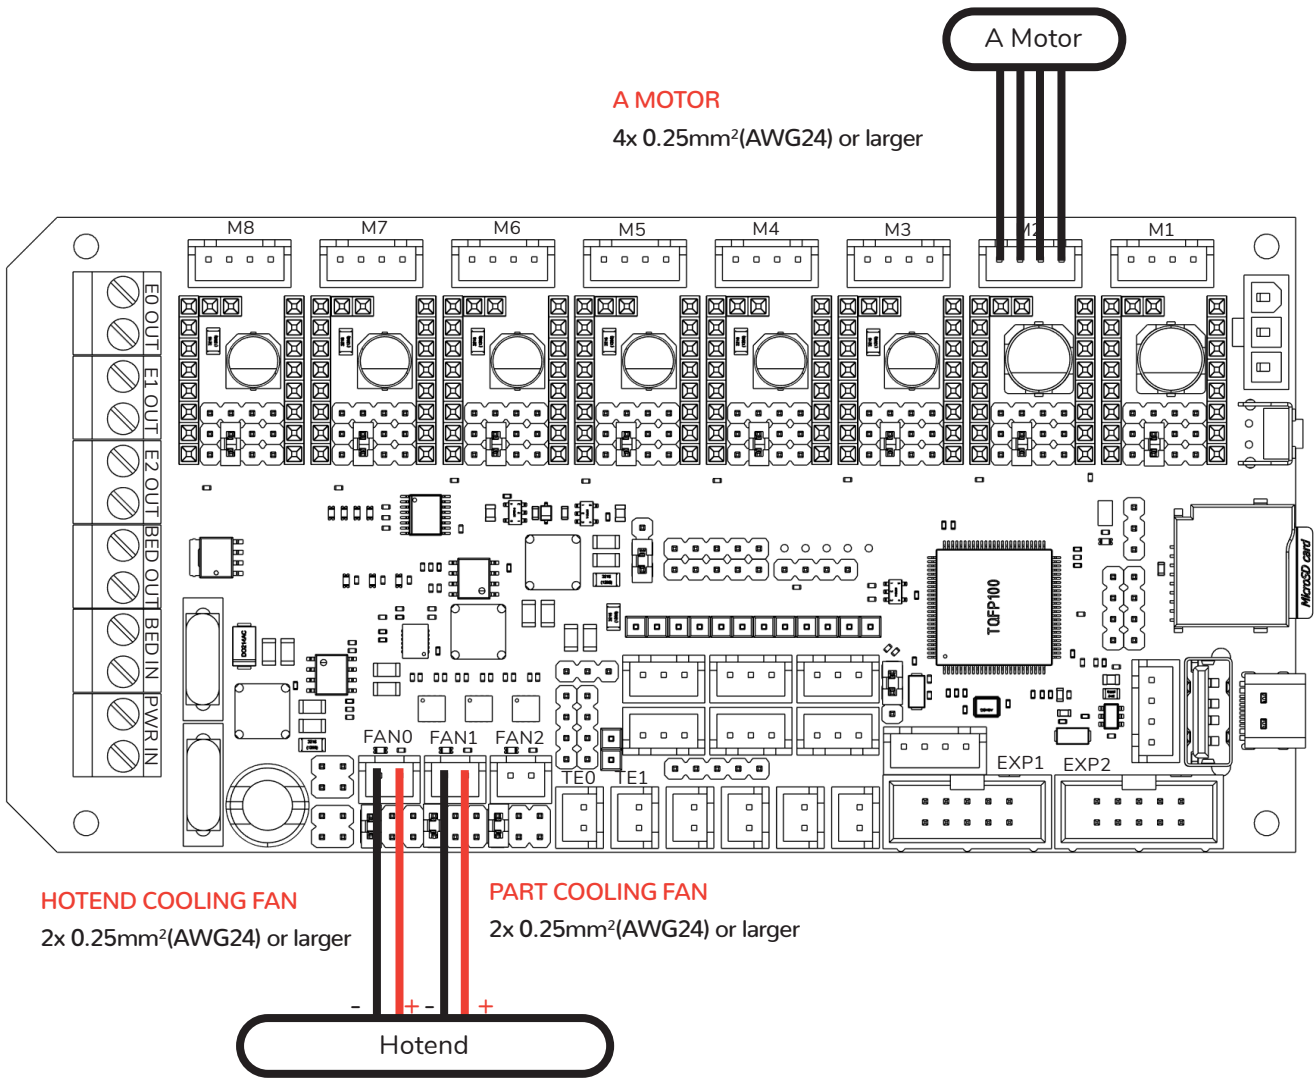 A Motor
A MOTOR
4x 0.25mm²(AWG24) or larger
M8
M7
M6
M5
M4
M3
M1
E0 OUT
E1 OUT
E2 OUT
BED OUT
BED IN
PWR IN
MicroSD card
TQFP100
DO214AC
FAN0
FAN1
FAN2
TE0
TE1
EXP1
EXP2
HOTEND COOLING FAN
2x 0.25mm²(AWG24) or larger
PART COOLING FAN
2x 0.25mm²(AWG24) or larger
- + - +
Hotend